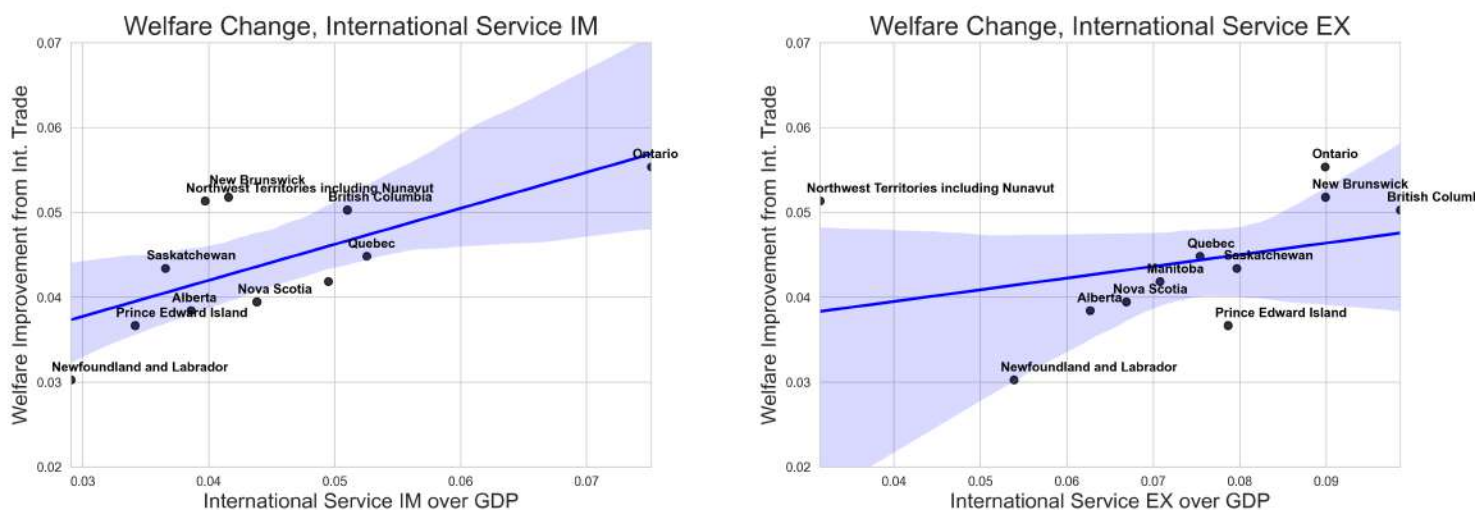 Welfare Change, International Service IM
Welfare Improvement from Int. Trade
0.07
0.06
0.05
0.04
0.03
0.02
Ontario
New Brunswick
Northwest Territories including Nunavut
British Columbia
Quebec
Saskatchewan
Nova Scotia
Alberta
Prince Edward Island
Newfoundland and Labrador
0.03 0.04 0.05 0.06 0.07
International Service IM over GDP
Welfare Change, International Service EX
Welfare Improvement from Int. Trade
0.07
0.06
0.05
0.04
0.03
0.02
Ontario
Northwest Territories including Nunavut
New Brunswick
British Columb
Quebec
Saskatchewan
Manitoba
Nova Scotia
Alberta
Prince Edward Island
Newfoundland and Labrador
0.04 0.05 0.06 0.07 0.08 0.09
International Service EX over GDP